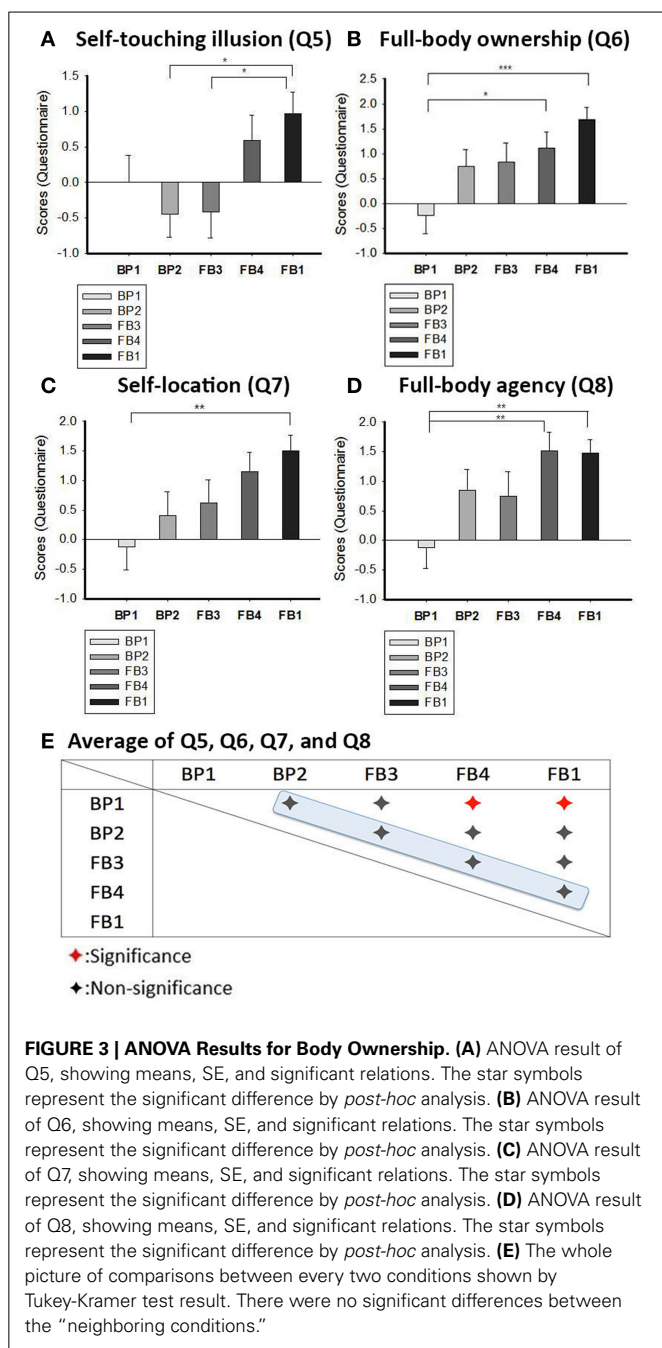 A Self-touching illusion (Q5)
*
*
Scores (Questionnaire)
1.5
1.0
0.5
0.0
-0.5
-1.0
BP1 BP2 FB3 FB4 FB1
BP1
BP2
FB3
FB4
FB1
B Full-body ownership (Q6)
***
*
Scores (Questionnaire)
2.5
2.0
1.5
1.0
0.5
0.0
-0.5
-1.0
BP1 BP2 FB3 FB4 FB1
BP1
BP2
FB3
FB4
FB1
C Self-location (Q7)
**
Scores (Questionnaire)
2.0
1.5
1.0
0.5
0.0
-0.5
-1.0
BP1 BP2 FB3 FB4 FB1
BP1
BP2
FB3
FB4
FB1
D Full-body agency (Q8)
**
**
Scores (Questionnaire)
2.0
1.5
1.0
0.5
0.0
-0.5
-1.0
BP1 BP2 FB3 FB4 FB1
BP1
BP2
FB3
FB4
FB1
E Average of Q5, Q6, Q7, and Q8
BP1 BP2 FB3 FB4 FB1
BP1
BP2
FB3
FB4
FB1
✦:Significance
✦:Non-significance
FIGURE 3 | ANOVA Results for Body Ownership. (A) ANOVA result of
Q5, showing means, SE, and significant relations. The star symbols
represent the significant difference by post-hoc analysis. (B) ANOVA result
of Q6, showing means, SE, and significant relations. The star symbols
represent the significant difference by post-hoc analysis. (C) ANOVA result
of Q7, showing means, SE, and significant relations. The star symbols
represent the significant difference by post-hoc analysis. (D) ANOVA result
of Q8, showing means, SE, and significant relations. The star symbols
represent the significant difference by post-hoc analysis. (E) The whole
picture of comparisons between every two conditions shown by
Tukey-Kramer test result. There were no significant differences between
the “neighboring conditions.”